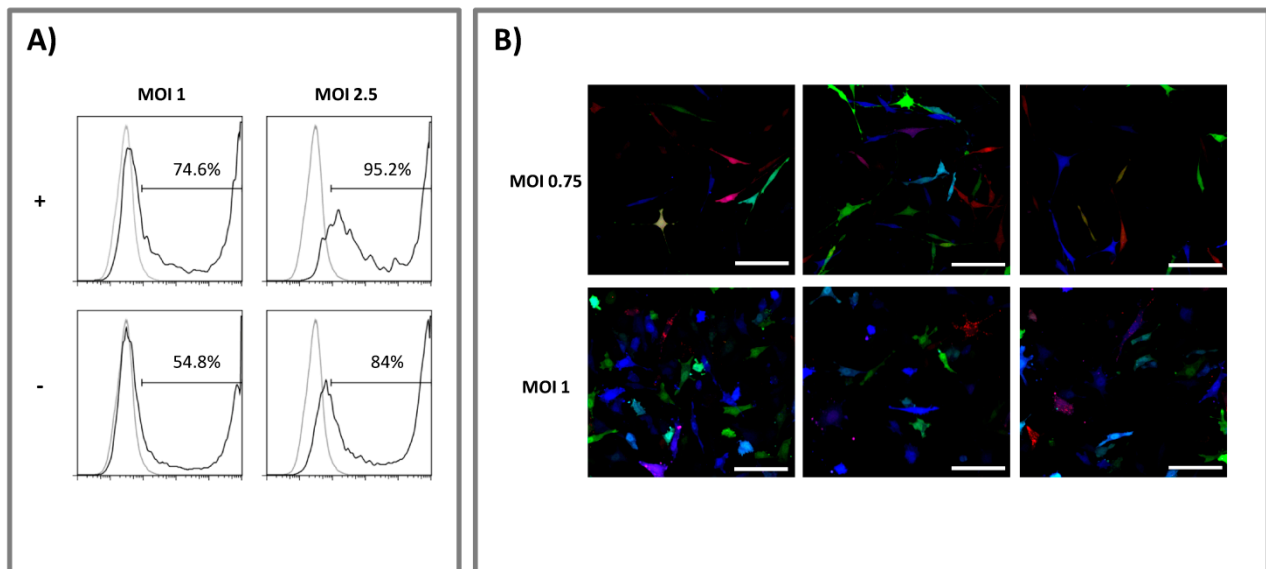 A)
MOI 1 MOI 2.5
+ 74.6% 95.2%
- 54.8% 84%
B)
MOI 0.75
MOI 1